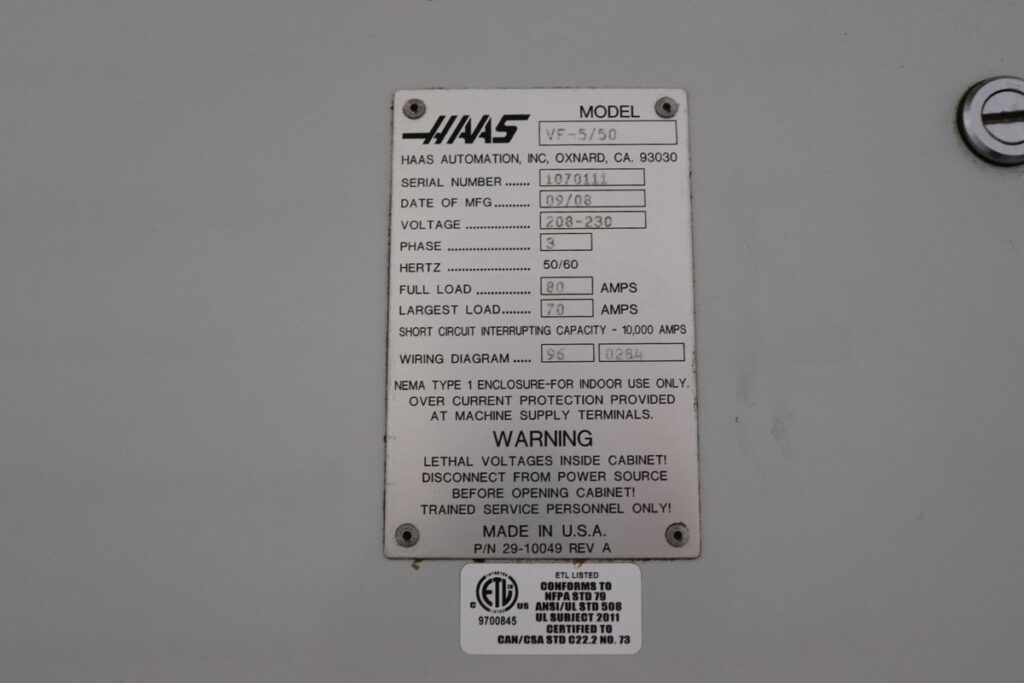 HAAS
MODEL
VF-5/50
HAAS AUTOMATION, INC, OXNARD, CA. 93030
SERIAL NUMBER ....... 1070111
DATE OF MFG .......... 09/08
VOLTAGE .................. 208-230
PHASE ....................... 3
HERTZ ....................... 50/60
FULL LOAD ............... 80 AMPS
LARGEST LOAD ........ 70 AMPS
SHORT CIRCUIT INTERRUPTING CAPACITY - 10,000 AMPS
WIRING DIAGRAM ..... 96 0284
NEMA TYPE 1 ENCLOSURE-FOR INDOOR USE ONLY.
OVER CURRENT PROTECTION PROVIDED
AT MACHINE SUPPLY TERMINALS.
WARNING
LETHAL VOLTAGES INSIDE CABINET!
DISCONNECT FROM POWER SOURCE
BEFORE OPENING CABINET!
TRAINED SERVICE PERSONNEL ONLY!
MADE IN U.S.A.
P/N 29-10049 REV A
ETL LISTED
CONFORMS TO
NFPA STD 79
ANSI/UL STD 508
UL SUBJECT 2011
CERTIFIED TO
CAN/CSA STD C22.2 NO. 73
ETL
C US
9700845